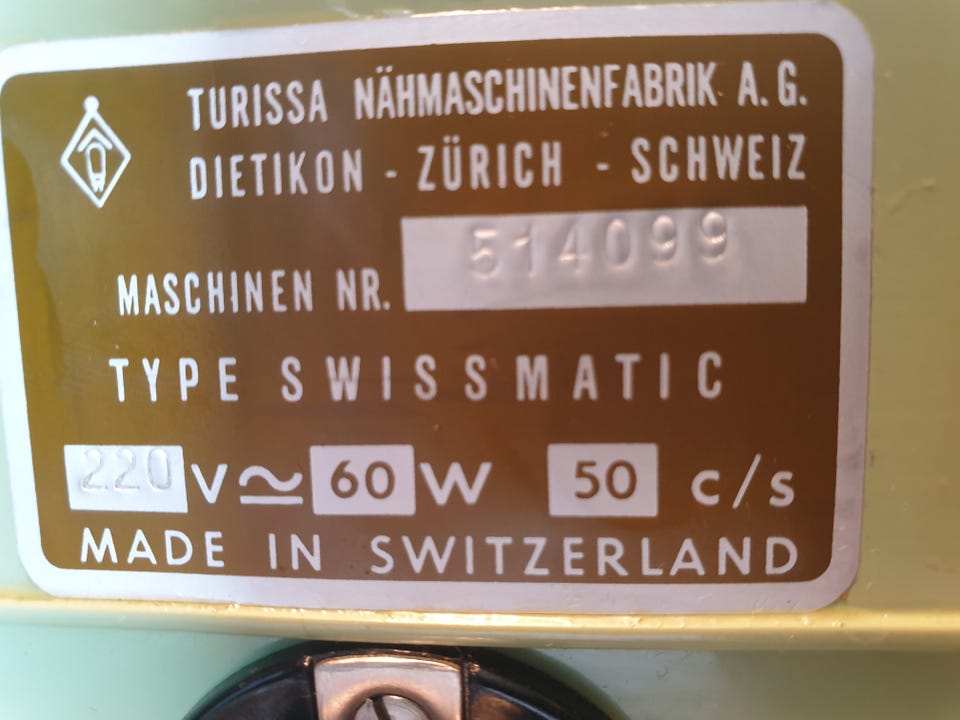 TURISSA NÄHMASCHINENFABRIK A.G.
DIETIKON - ZÜRICH - SCHWEIZ
MASCHINEN NR. 514099
TYPE SWISSMATIC
220 V ≂ 60 W 50 c/s
MADE IN SWITZERLAND